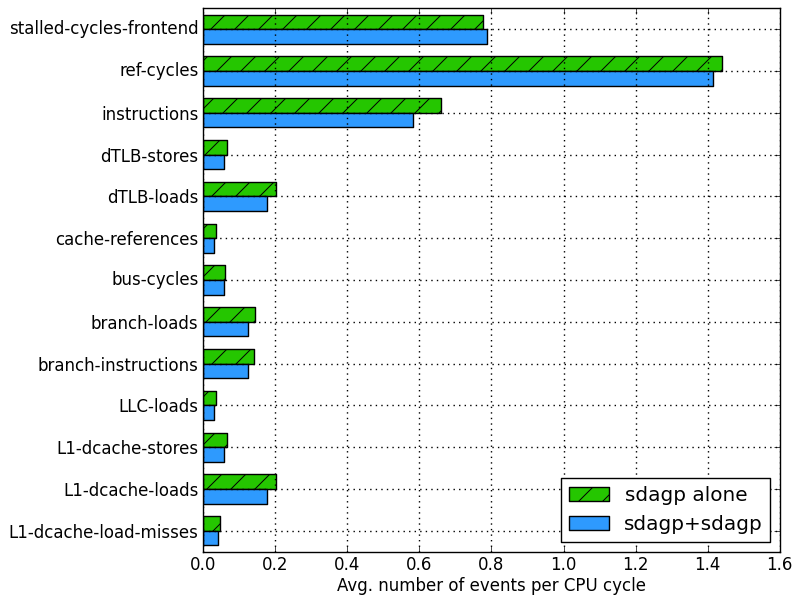 stalled-cycles-frontend
ref-cycles
instructions
dTLB-stores
dTLB-loads
cache-references
bus-cycles
branch-loads
branch-instructions
LLC-loads
L1-dcache-stores
L1-dcache-loads
L1-dcache-load-misses
sdagp alone
sdagp+sdagp
0.0 0.2 0.4 0.6 0.8 1.0 1.2 1.4 1.6
Avg. number of events per CPU cycle